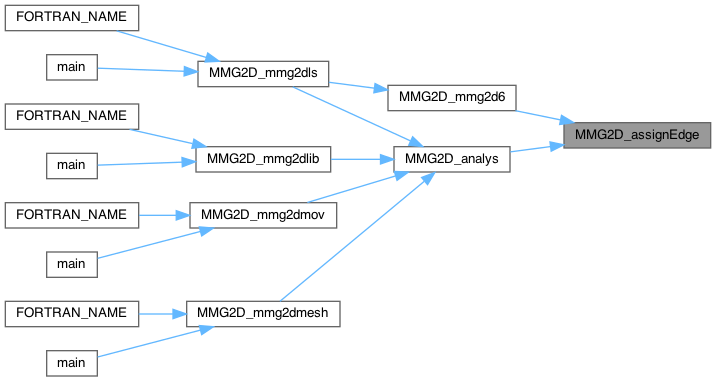 FORTRAN_NAME
main
MMG2D_mmg2dls
MMG2D_mmg2d6
FORTRAN_NAME
MMG2D_assignEdge
main
MMG2D_mmg2dlib
MMG2D_analys
FORTRAN_NAME
MMG2D_mmg2dmov
main
FORTRAN_NAME
MMG2D_mmg2dmesh
main